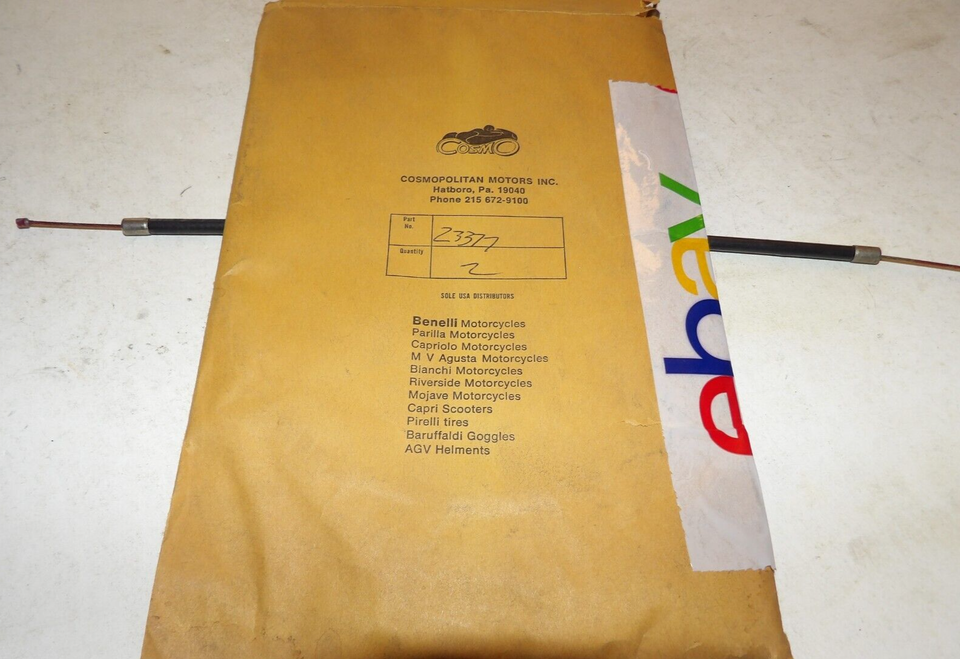 COSMO
COSMOPOLITAN MOTORS INC.
Hatboro, Pa. 19040
Phone 215 672-9100
Part No. 23377
Quantity 2
SOLE USA DISTRIBUTORS
Benelli Motorcycles
Parilla Motorcycles
Capriolo Motorcycles
M V Agusta Motorcycles
Bianchi Motorcycles
Riverside Motorcycles
Mojave Motorcycles
Capri Scooters
Pirelli tires
Baruffaldi Goggles
AGV Helments
ebay